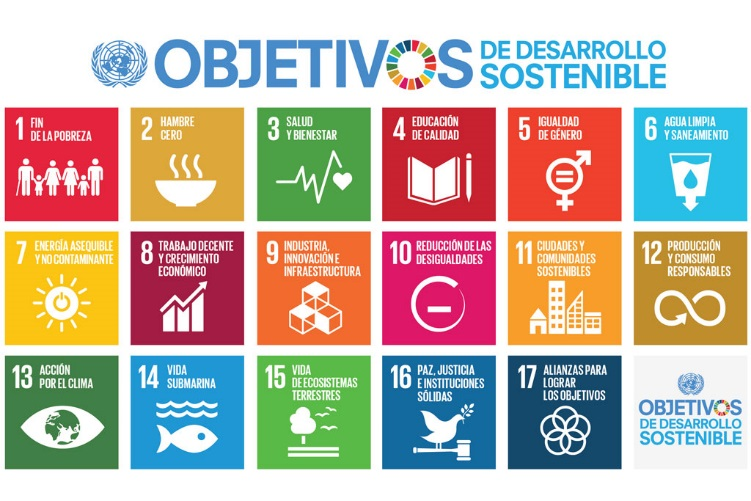 OBJETIVOS DE DESARROLLO
SOSTENIBLE
1 FIN
DE LA POBREZA
2 HAMBRE
CERO
3 SALUD
Y BIENESTAR
4 EDUCACIÓN
DE CALIDAD
5 IGUALDAD
DE GÉNERO
6 AGUA LIMPIA
Y SANEAMIENTO
7 ENERGÍA ASEQUIBLE
Y NO CONTAMINANTE
8 TRABAJO DECENTE
Y CRECIMIENTO
ECONÓMICO
9 INDUSTRIA,
INNOVACIÓN E
INFRAESTRUCTURA
10 REDUCCIÓN DE LAS
DESIGUALDADES
11 CIUDADES Y
COMUNIDADES
SOSTENIBLES
12 PRODUCCIÓN
Y CONSUMO
RESPONSABLES
13 ACCIÓN
POR EL CLIMA
14 VIDA
SUBMARINA
15 VIDA
DE ECOSISTEMAS
TERRESTRES
16 PAZ, JUSTICIA
E INSTITUCIONES
SÓLIDAS
17 ALIANZAS PARA
LOGRAR
LOS OBJETIVOS
OBJETIVOS
DE DESARROLLO
SOSTENIBLE